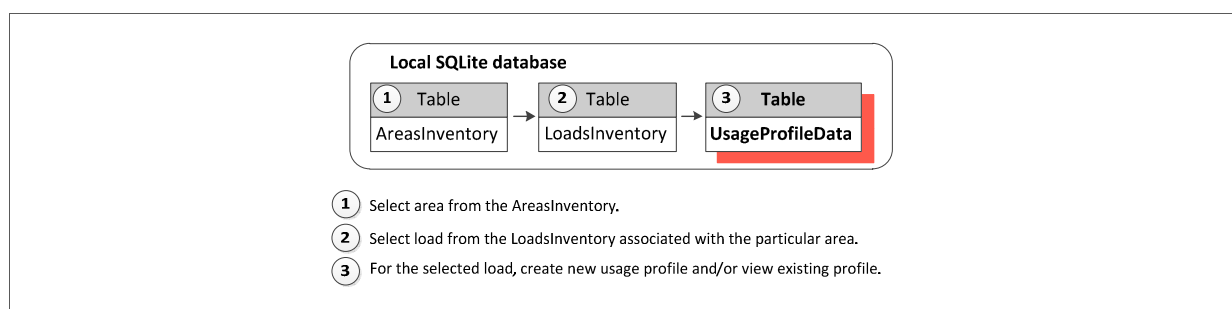 Local SQLite database
1 Table 2 Table 3 Table
AreasInventory LoadsInventory UsageProfileData
1 Select area from the AreasInventory.
2 Select load from the LoadsInventory associated with the particular area.
3 For the selected load, create new usage profile and/or view existing profile.